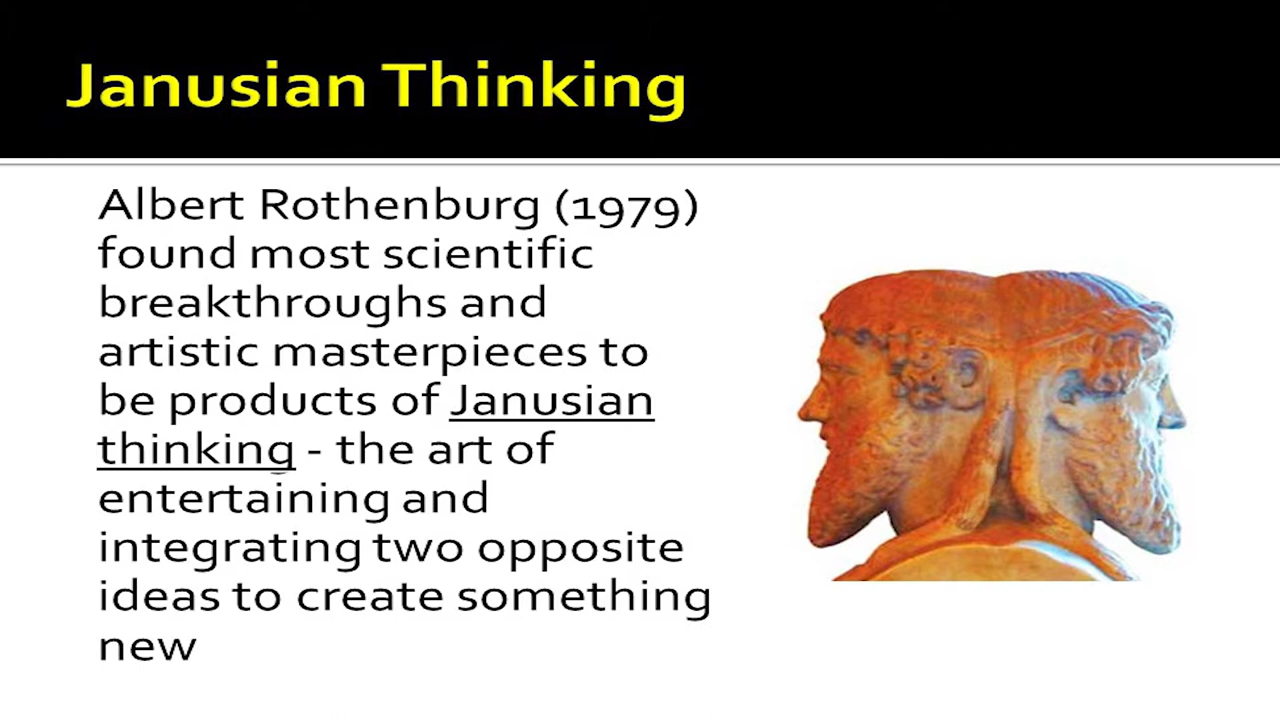 Janusian Thinking
Albert Rothenburg (1979)
found most scientific
breakthroughs and
artistic masterpieces to
be products of Janusian
thinking - the art of
entertaining and
integrating two opposite
ideas to create something
new